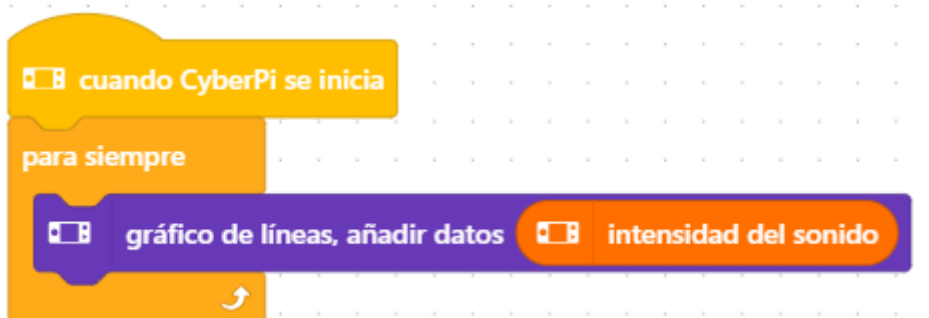 cuando CyberPi se inicia
para siempre
gráfico de líneas, añadir datos intensidad del sonido